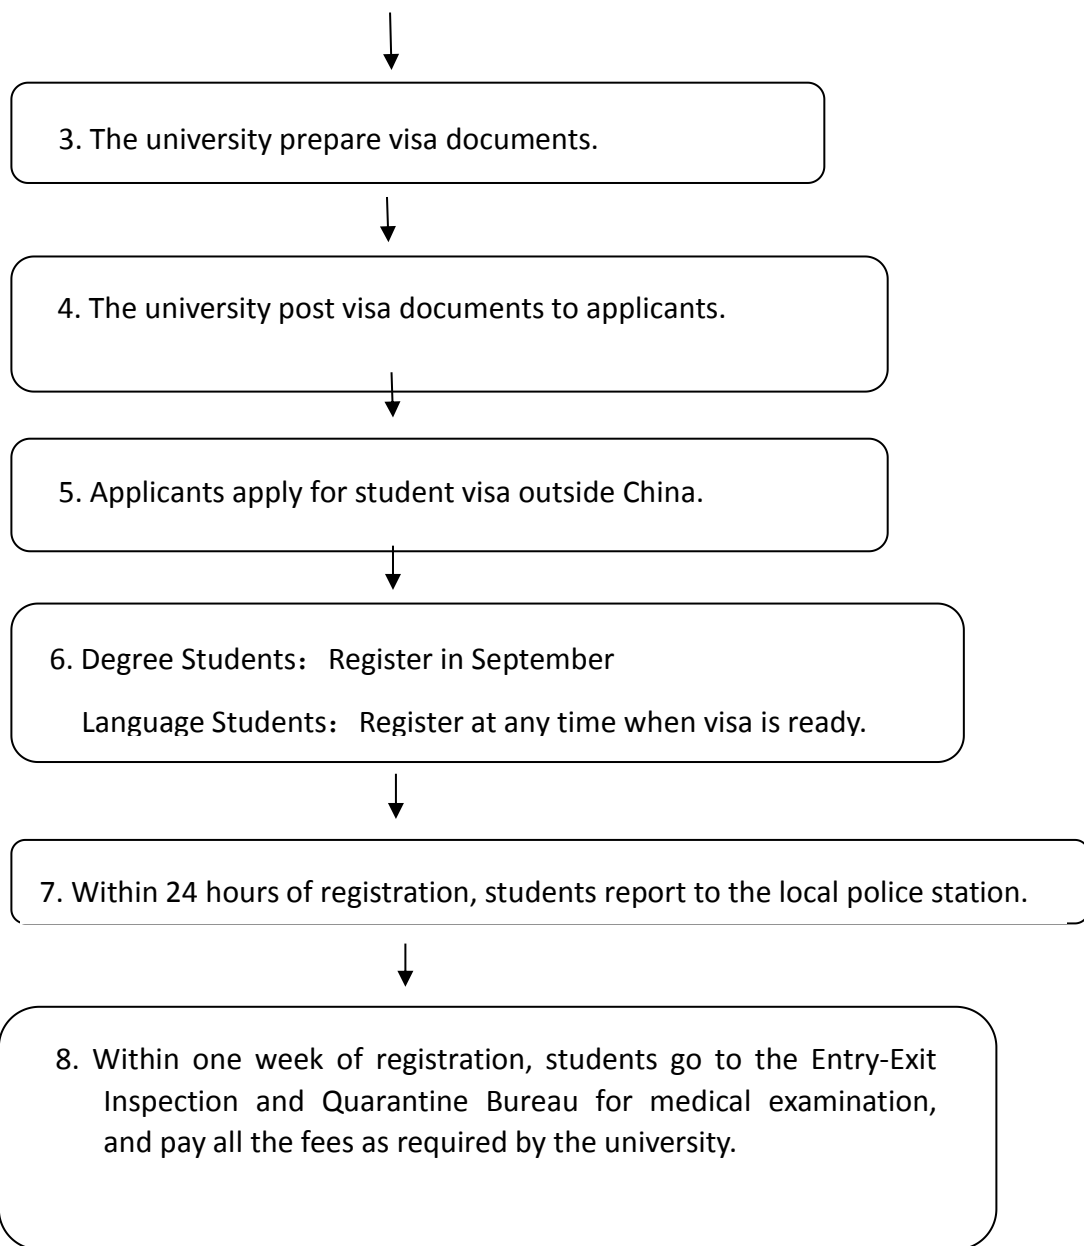 3. The university prepare visa documents.
4. The university post visa documents to applicants.
5. Applicants apply for student visa outside China.
6. Degree Students： Register in September
Language Students： Register at any time when visa is ready.
7. Within 24 hours of registration, students report to the local police station.
8. Within one week of registration, students go to the Entry-Exit
Inspection and Quarantine Bureau for medical examination,
and pay all the fees as required by the university.